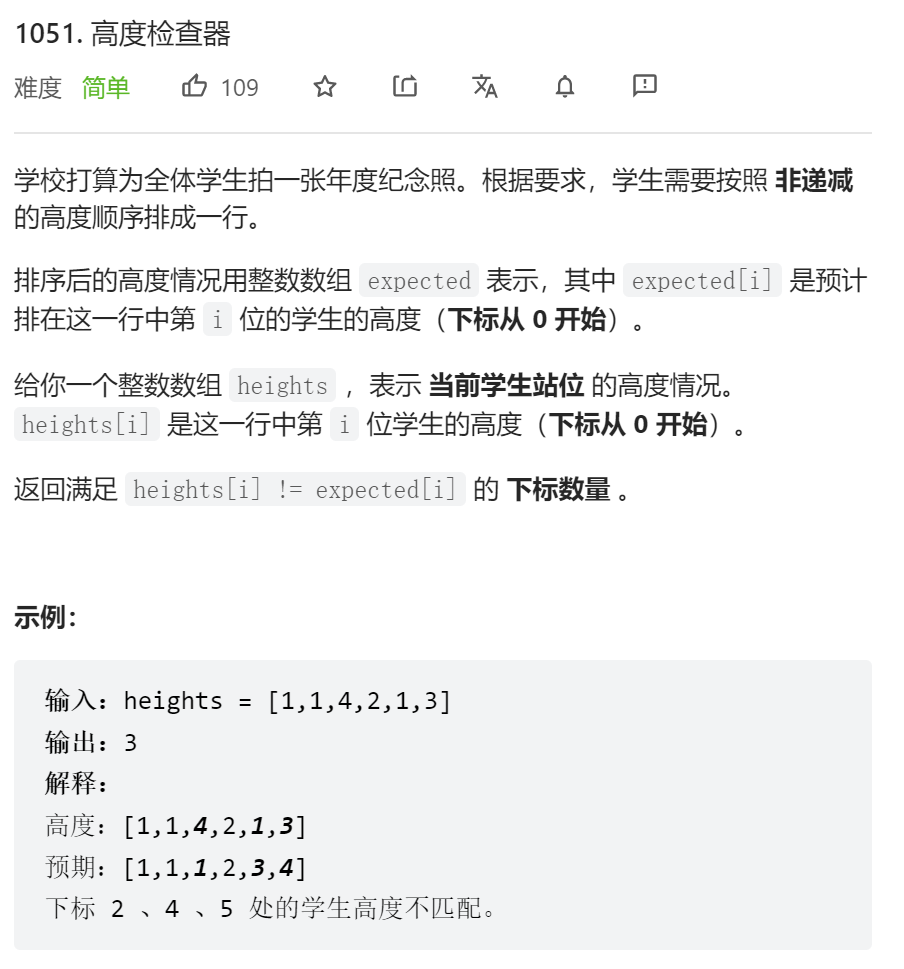 1051. 高度检查器
难度 简单 109
学校打算为全体学生拍一张年度纪念照。根据要求，学生需要按照 非递减
的高度顺序排成一行。
排序后的高度情况用整数数组 expected 表示，其中 expected[i] 是预计
排在这一行中第 i 位的学生的高度（下标从 0 开始）。
给你一个整数数组 heights ，表示 当前学生站位 的高度情况。
heights[i] 是这一行中第 i 位学生的高度（下标从 0 开始）。
返回满足 heights[i] != expected[i] 的 下标数量 。
示例：
输入：heights = [1,1,4,2,1,3]
输出：3
解释：
高度：[1,1,4,2,1,3]
预期：[1,1,1,2,3,4]
下标 2 、4 、5 处的学生高度不匹配。